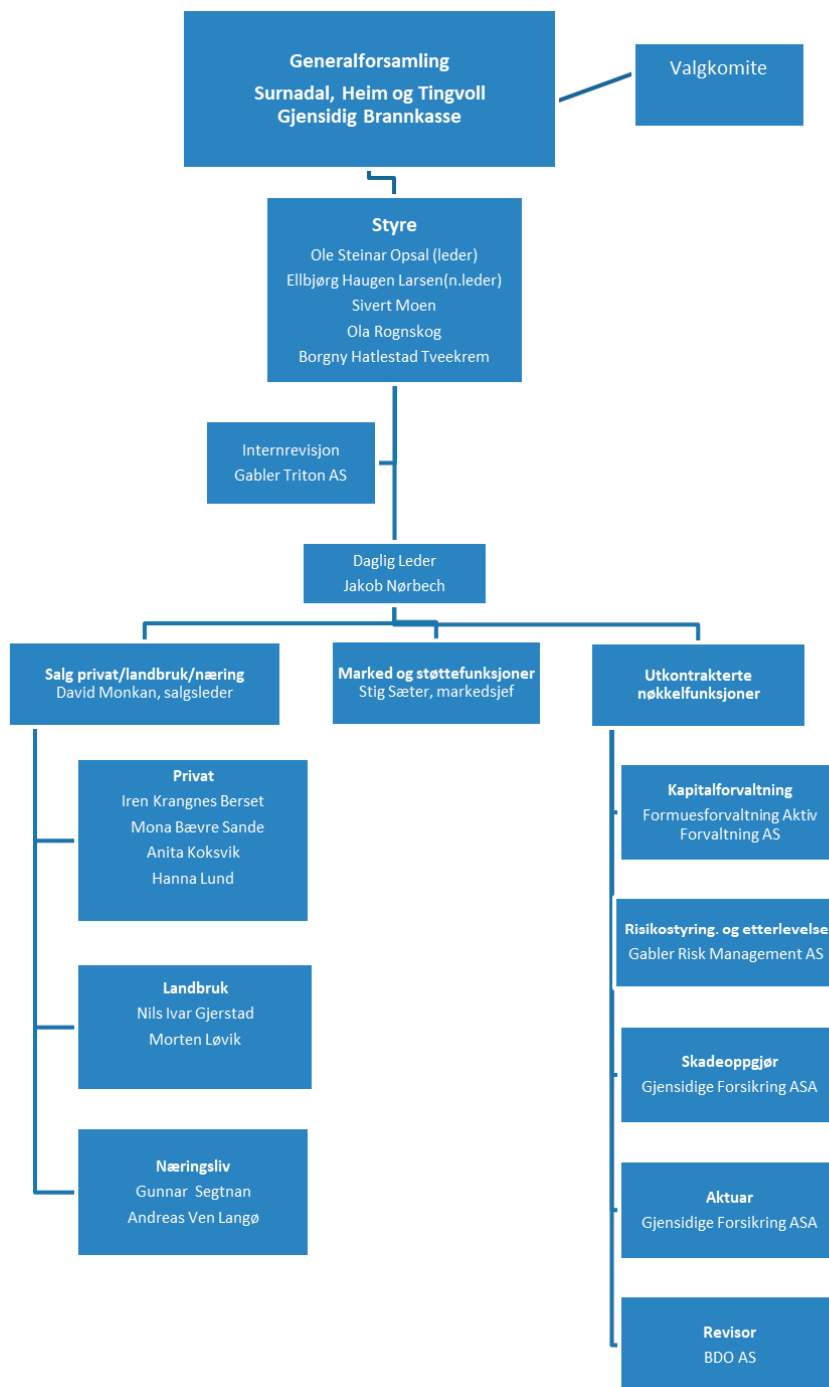 Generalforsamling
Surnadal, Heim og Tingvoll
Gjensidig Brannkasse
Valgkomite
Styre
Ole Steinar Opsal (leder)
Ellbjørg Haugen Larsen(n.leder)
Sivert Moen
Ola Rognskog
Borgny Hatlestad Tveekrem
Internrevisjon
Gabler Triton AS
Daglig Leder
Jakob Nørbech
Salg privat/landbruk/næring
David Monkan, salgsleder
Marked og støttefunksjoner
Stig Sæter, markedsjef
Utkontrakterte
nøkkelfunksjoner
Privat
Iren Krangnes Berset
Mona Bævre Sande
Anita Koksvik
Hanna Lund
Landbruk
Nils Ivar Gjerstad
Morten Løvik
Næringsliv
Gunnar Segtnan
Andreas Ven Langø
Kapitalforvaltning
Formuesforvaltning Aktiv
Forvaltning AS
Risikostyring. og etterlevelse
Gabler Risk Management AS
Skadeoppgjør
Gjensidige Forsikring ASA
Aktuar
Gjensidige Forsikring ASA
Revisor
BDO AS